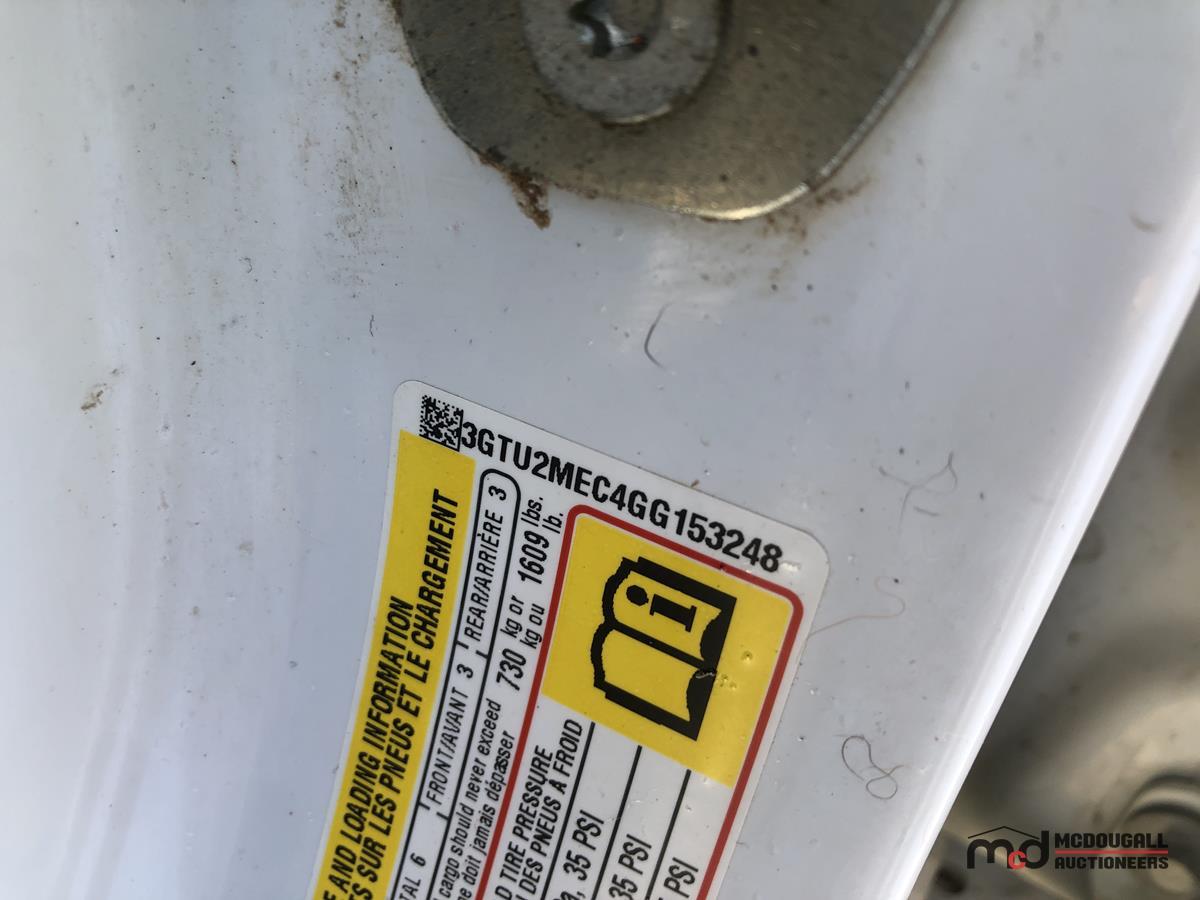 3GTU2MEC4GG153248
AND LOADING INFORMATION
SUR LES PNEUS ET LE CHARGEMENT
6 FRONT/AVANT 3 REAR/ARRIÈRE 3
cargo should never exceed 730 kg or 1609 lbs.
ne doit jamais dépasser kg ou lb.
TIRE PRESSURE
DES PNEUS A FROID
35 PSI
35 PSI
PSI
i
mcd MCDOUGALL
AUCTIONEERS